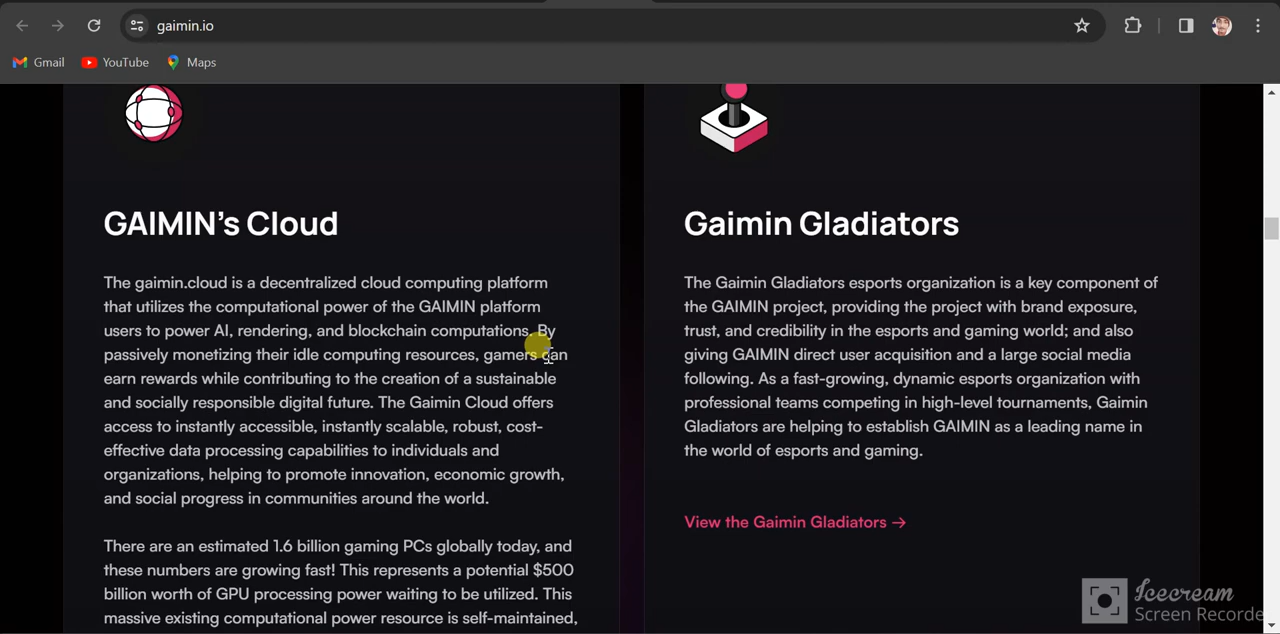 gaimin.io
Gmail
YouTube
Maps
GAIMIN's Cloud
The gaimin.cloud is a decentralized cloud computing platform
that utilizes the computational power of the GAIMIN platform
users to power AI, rendering, and blockchain computations. By
passively monetizing their idle computing resources, gamers can
earn rewards while contributing to the creation of a sustainable
and socially responsible digital future. The Gaimin Cloud offers
access to instantly accessible, instantly scalable, robust, cost-
effective data processing capabilities to individuals and
organizations, helping to promote innovation, economic growth,
and social progress in communities around the world.
There are an estimated 1.6 billion gaming PCs globally today, and
these numbers are growing fast! This represents a potential $500
billion worth of GPU processing power waiting to be utilized. This
massive existing computational power resource is self-maintained,
Gaimin Gladiators
The Gaimin Gladiators esports organization is a key component of
the GAIMIN project, providing the project with brand exposure,
trust, and credibility in the esports and gaming world; and also
giving GAIMIN direct user acquisition and a large social media
following. As a fast-growing, dynamic esports organization with
professional teams competing in high-level tournaments, Gaimin
Gladiators are helping to establish GAIMIN as a leading name in
the world of esports and gaming.
View the Gaimin Gladiators →
Icecream
Screen Recorde